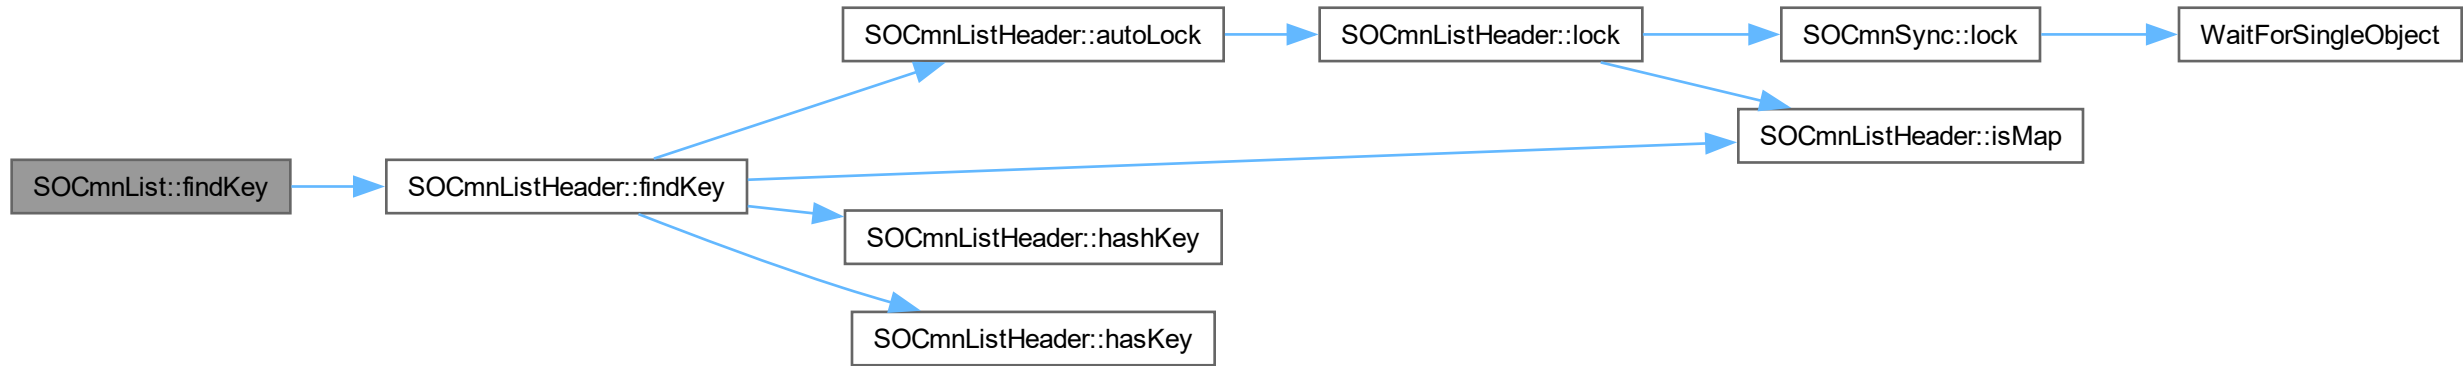 SOCmnListHeader::autoLock
SOCmnListHeader::lock
SOCmnSync::lock
WaitForSingleObject
SOCmnListHeader::isMap
SOCmnList::findKey
SOCmnListHeader::findKey
SOCmnListHeader::hashKey
SOCmnListHeader::hasKey